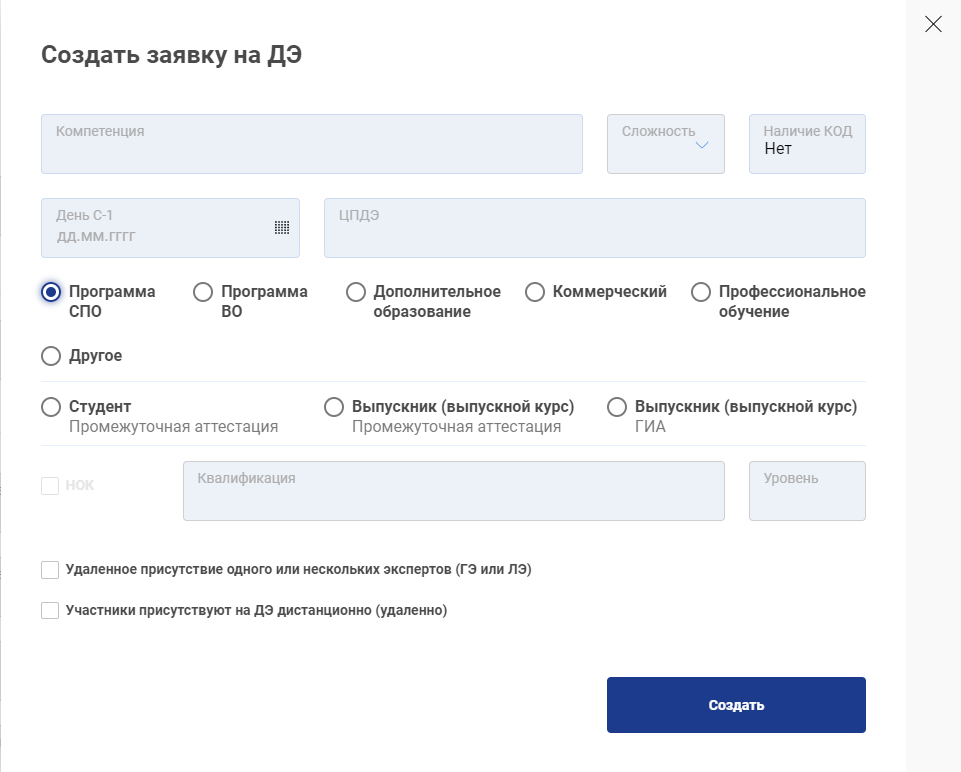 Создать заявку на ДЭ
Компетенция
Сложность
Наличие КОД
Нет
День С-1
дд.мм.гггг
ЦПДЭ
Программа СПО
Программа ВО
Дополнительное образование
Коммерческий
Профессиональное обучение
Другое
Студент
Промежуточная аттестация
Выпускник (выпускной курс)
Промежуточная аттестация
Выпускник (выпускной курс)
ГИА
НОК
Квалификация
Уровень
Удаленное присутствие одного или нескольких экспертов (ГЭ или ЛЭ)
Участники присутствуют на ДЭ дистанционно (удаленно)
Создать